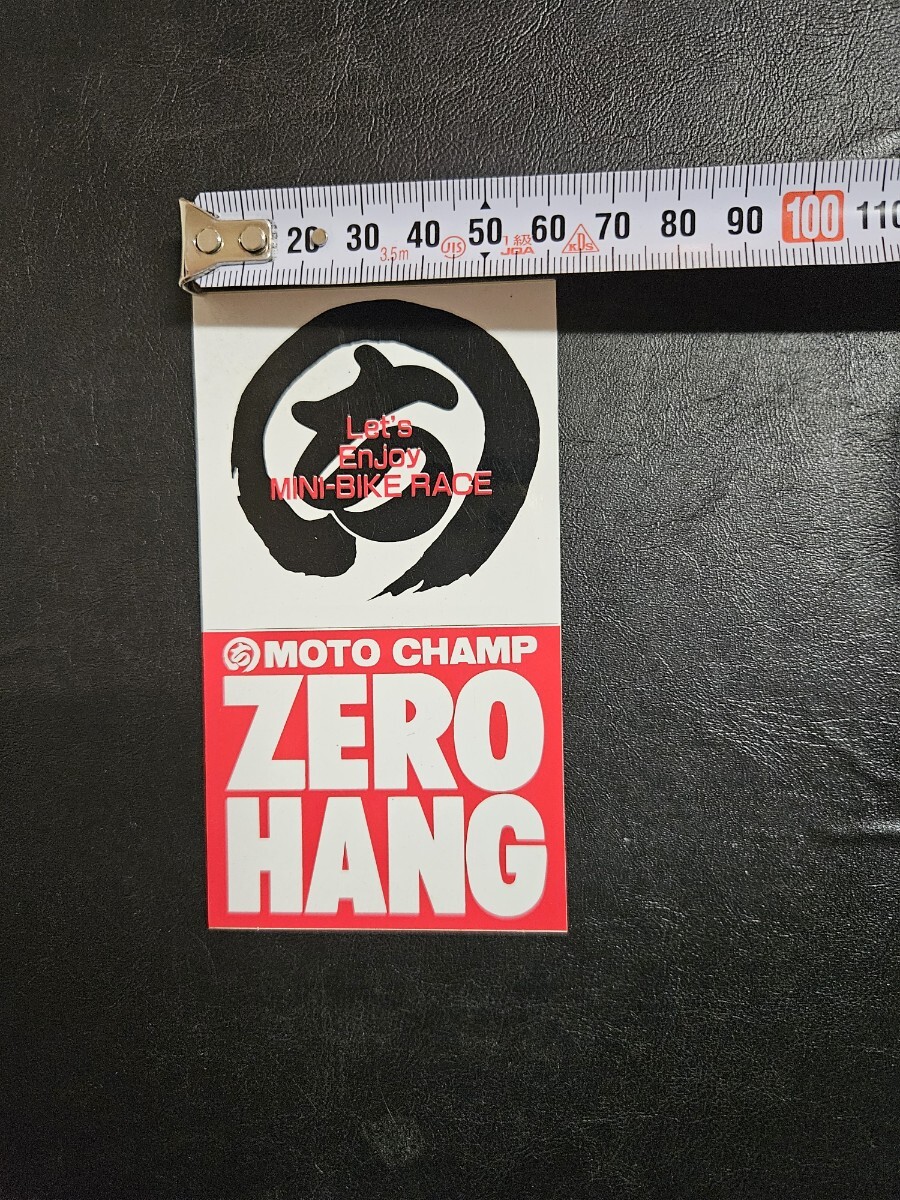 20 30 40 50 60 70 80 90 100 110
3.5m JIS 1級 KDS
JQA
Let's
Enjoy
MINI-BIKE RACE
MOTO CHAMP
ZERO
HANG